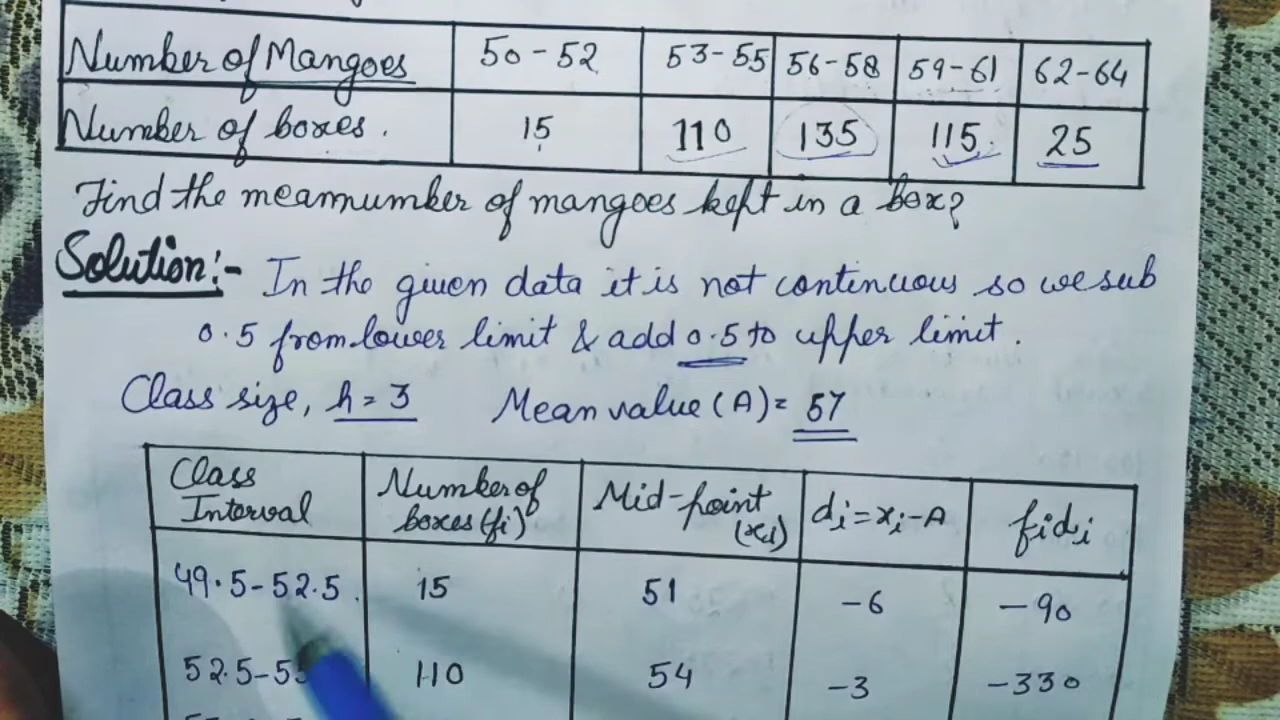 Number of Mangoes 50-52 53-55 56-58 59-61 62-64
Number of boxes. 15 110 135 115 25
Find the meannumber of mangoes kept in a box?
Solution:- In the given data it is not continuous so we sub
0.5 from lower limit & add 0.5 to upper limit.
Class size, h = 3 Mean value (A) = 57
Class Interval Number of boxes (fi) Mid-point (xi) di = xi - A fidi
49.5-52.5 15 51 -6 -90
52.5-55 110 54 -3 -330